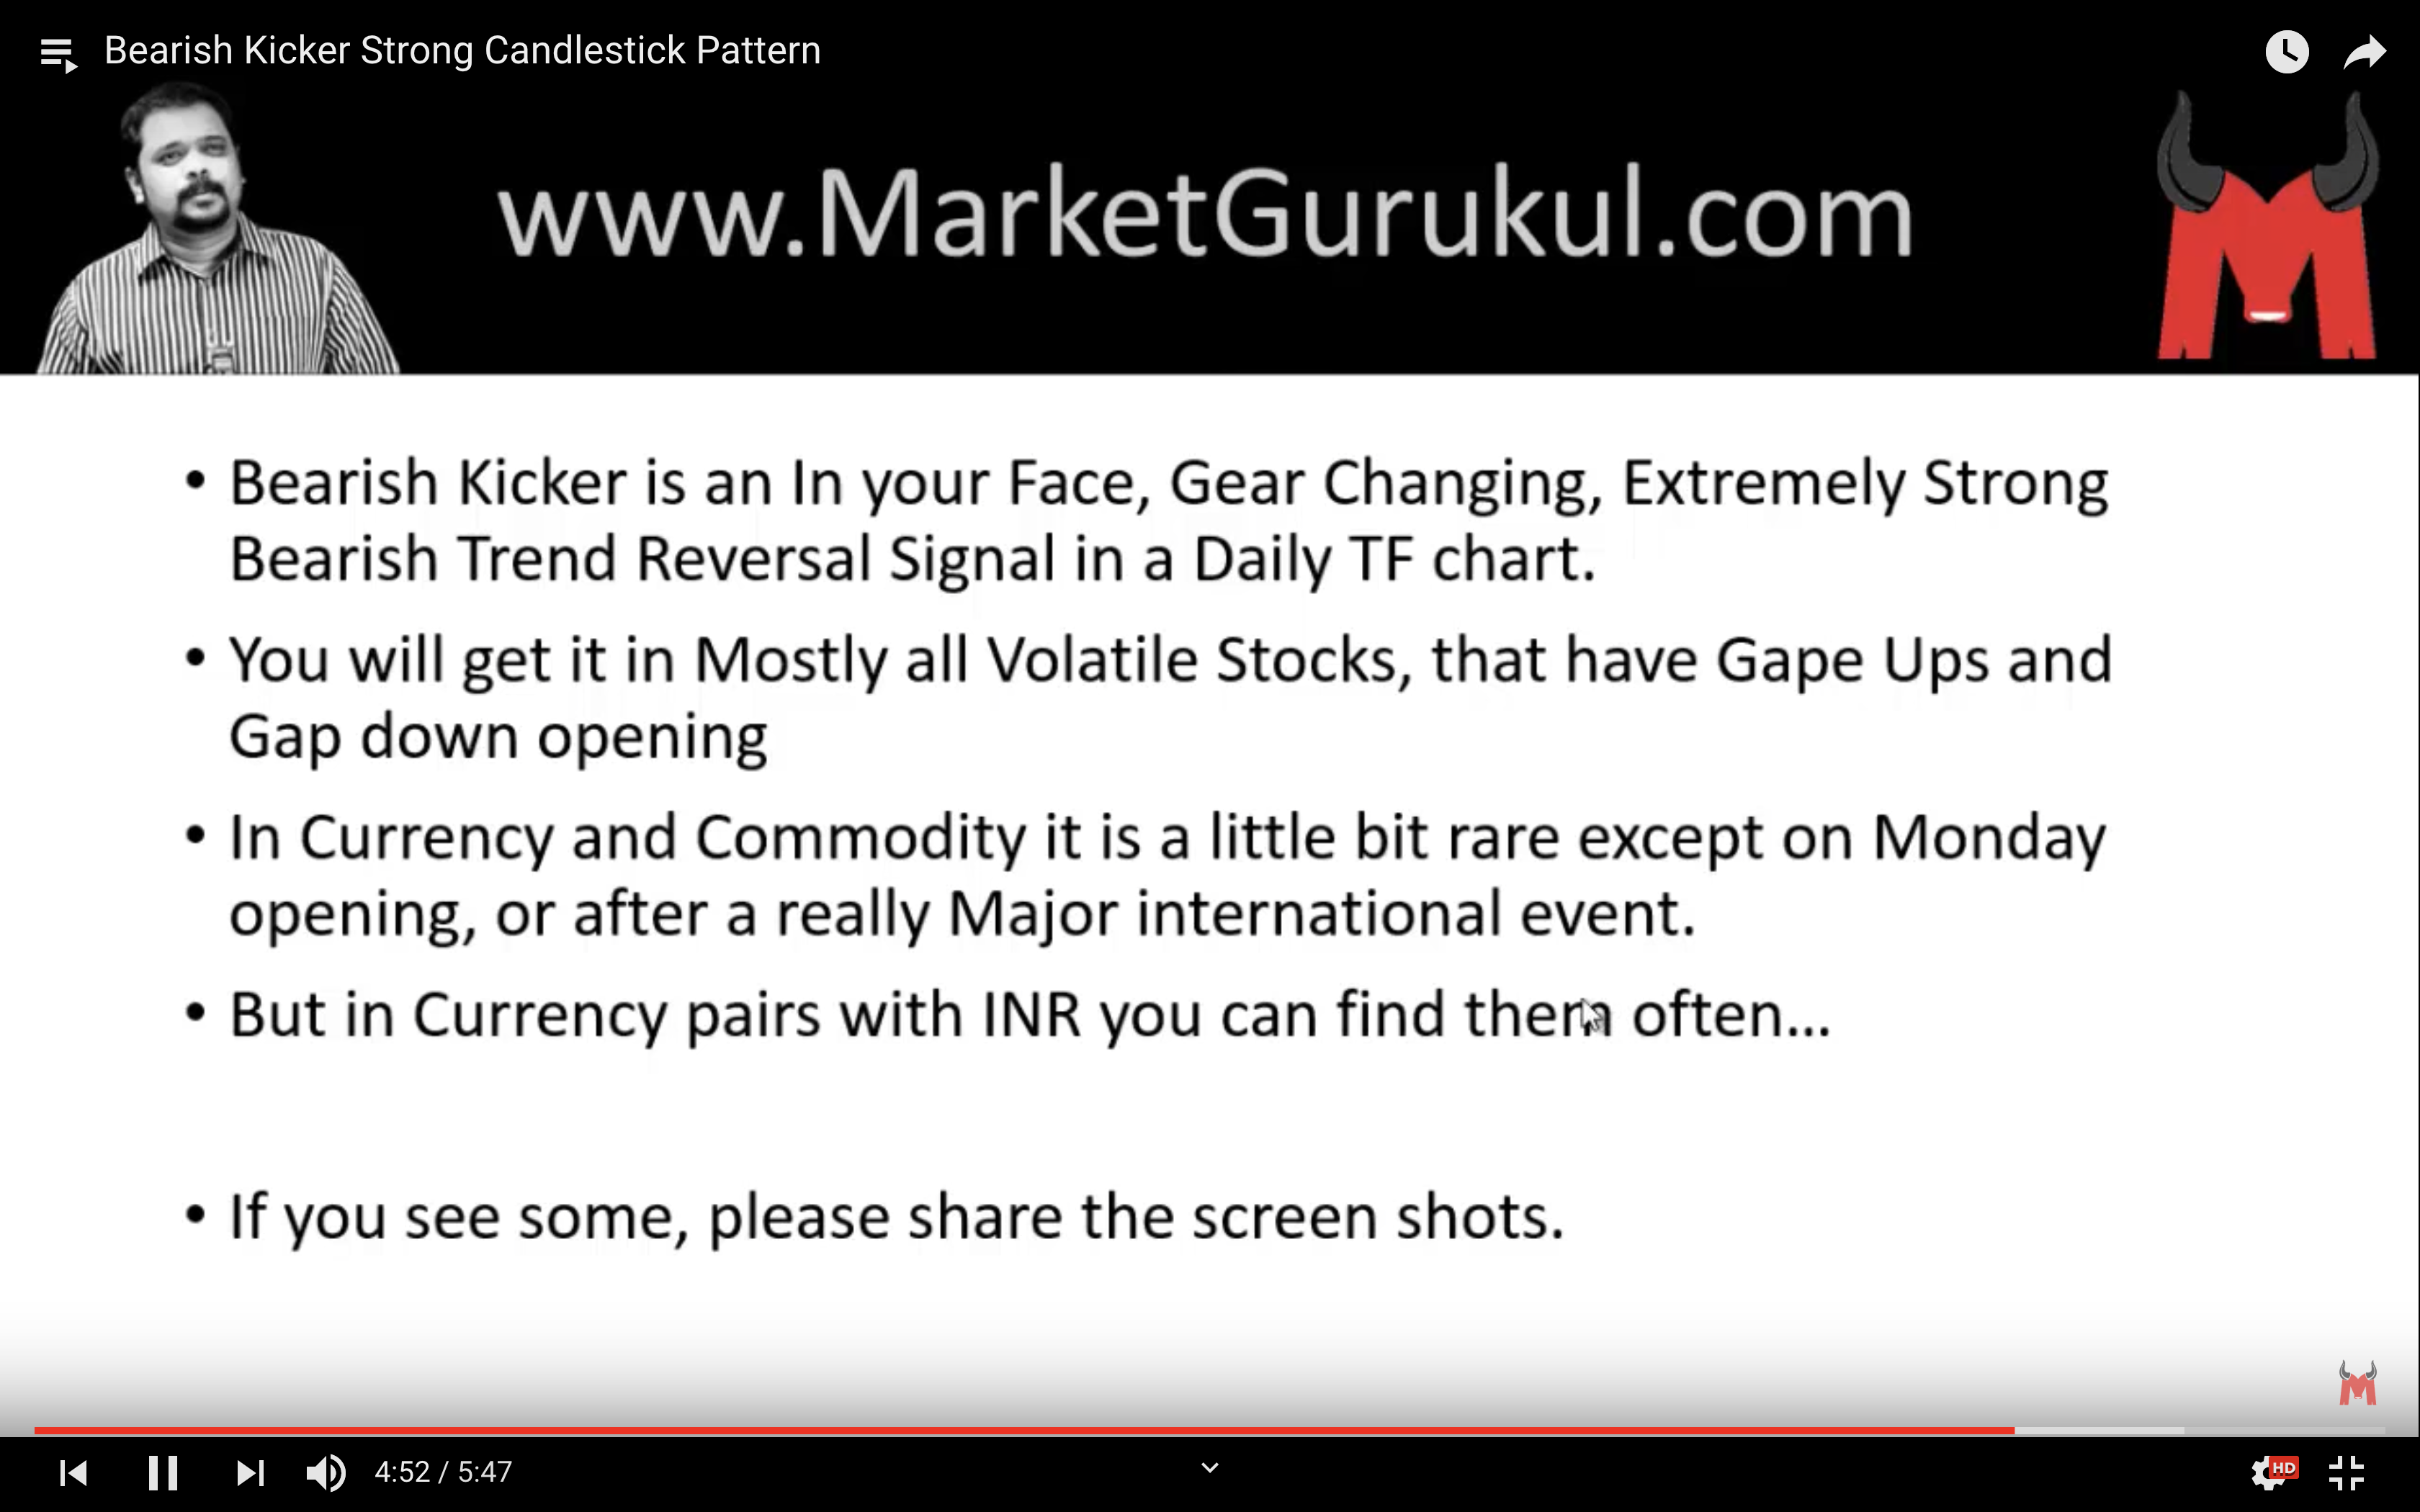 Bearish Kicker Strong Candlestick Pattern
www.MarketGurukul.com
• Bearish Kicker is an In your Face, Gear Changing, Extremely Strong
Bearish Trend Reversal Signal in a Daily TF chart.
• You will get it in Mostly all Volatile Stocks, that have Gape Ups and
Gap down opening
• In Currency and Commodity it is a little bit rare except on Monday
opening, or after a really Major international event.
• But in Currency pairs with INR you can find them often...
• If you see some, please share the screen shots.
4:52 / 5:47
HD